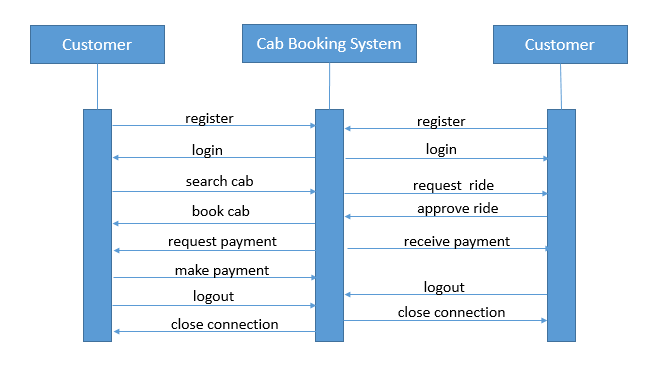 Customer
Cab Booking System
Customer
register
register
login
login
search cab
request ride
book cab
approve ride
request payment
receive payment
make payment
logout
logout
close connection
close connection